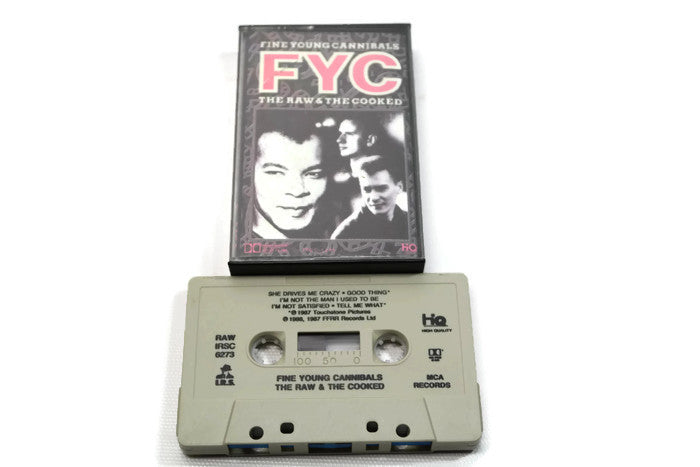 FINE YOUNG CANNIBALS
FYC
THE RAW & THE COOKED
HQ
SHE DRIVES ME CRAZY • GOOD THING*
I'M NOT THE MAN I USED TO BE
I'M NOT SATISFIED • TELL ME WHAT*
*℗ 1987 Touchstone Pictures
℗ 1988, 1987 FFRR Records Ltd
RAW
IRSC
6273
I.R.S.
HQ
HIGH QUALITY
100 50 0
FINE YOUNG CANNIBALS
THE RAW & THE COOKED
MCA
RECORDS